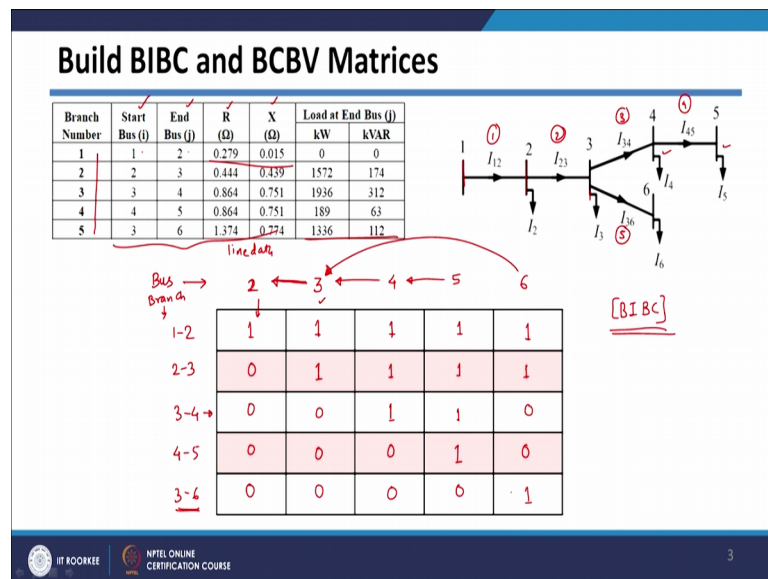 Build BIBC and BCBV Matrices
Branch Number Start Bus (i) End Bus (j) R (Ω) X (Ω) Load at End Bus (j) kW kVAR
1 1 2 0.279 0.015 0 0
2 2 3 0.444 0.439 1572 174
3 3 4 0.864 0.751 1936 312
4 4 5 0.864 0.751 189 63
5 3 6 1.374 0.774 1336 112
line data
1 2 3 4 5 6
① ② ③ ④ ⑤
I12 I23 I34 I45 I36
I2 I3 I4 I5 I6
Bus → 2 3 4 5 6
Branch ↓
1-2 1 1 1 1 1
2-3 0 1 1 1 1
3-4 0 0 1 1 0
4-5 0 0 0 1 0
3-6 0 0 0 0 1
[BIBC]
IIT ROORKEE
NPTEL ONLINE
CERTIFICATION COURSE
3